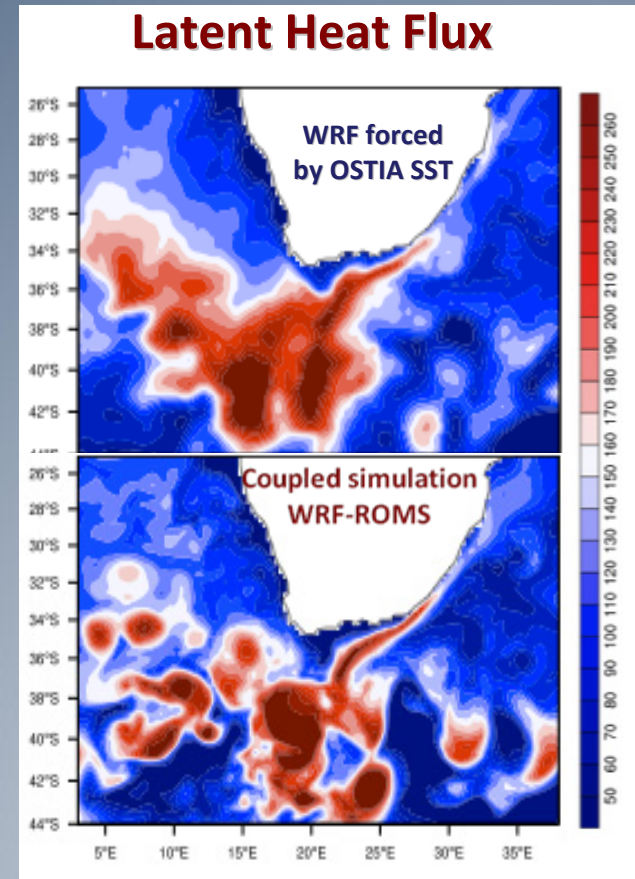 Latent Heat Flux
WRF forced
by OSTIA SST
26°S
28°S
30°S
32°S
34°S
36°S
38°S
40°S
42°S
Coupled simulation
WRF-ROMS
26°S
28°S
30°S
32°S
34°S
36°S
38°S
40°S
42°S
44°S
5°E 10°E 15°E 20°E 25°E 30°E 35°E
260
250
240
230
220
210
200
190
180
170
160
150
140
130
120
110
100
90
80
70
60
50